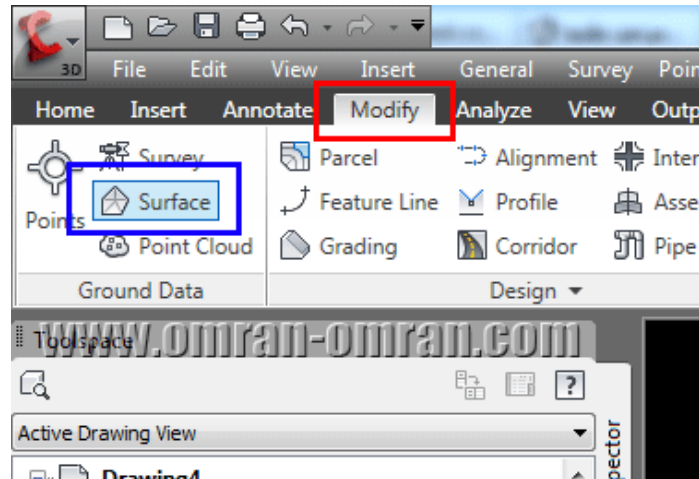 3D
File Edit View Insert General Survey
Home Insert Annotate Modify Analyze View
Points
Survey
Surface
Point Cloud
Ground Data
Parcel Alignment
Feature Line Profile
Grading Corridor Pipe
Design
Toolspace
www.omran-omran.com
?
Active Drawing View
Drawing4